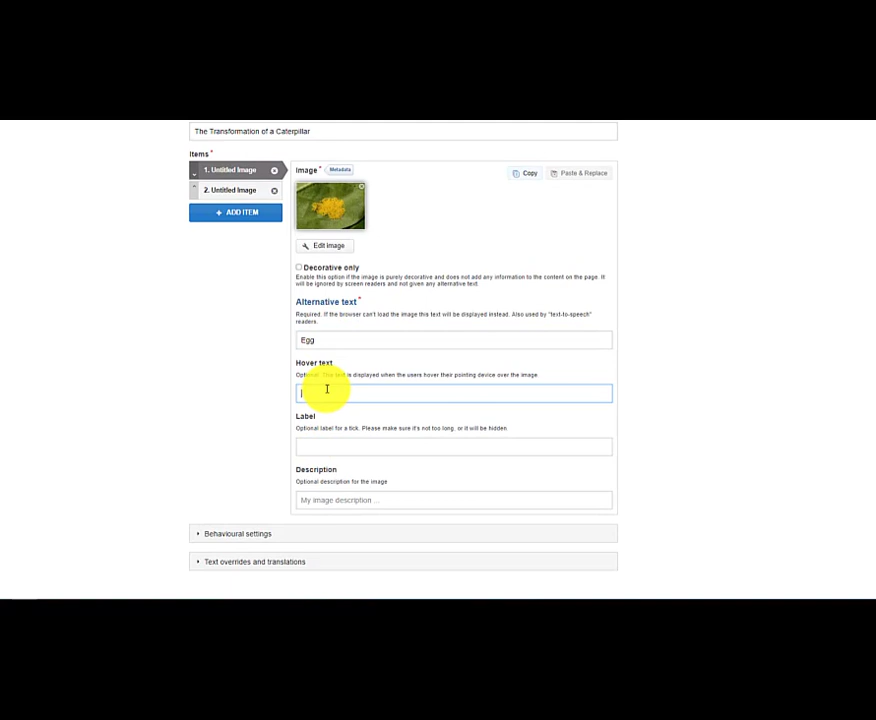 The Transformation of a Caterpillar
Items *
1. Untitled Image
2. Untitled Image
+ ADD ITEM
Image * Metadata
Copy Paste & Replace
Edit image
Decorative only
Enable this option if the image is purely decorative and does not add any information to the content on the page. It
will be ignored by screen readers and not given any alternative text.
Alternative text *
Required. If the browser can't load the image this text will be displayed instead. Also used by "text-to-speech"
readers.
Egg
Hover text
Optional. This text is displayed when the users hover their pointing device over the image.
Label
Optional label for a tick. Please make sure it's not too long, or it will be hidden
Description
Optional description for the image
My image description ...
Behavioural settings
Text overrides and translations